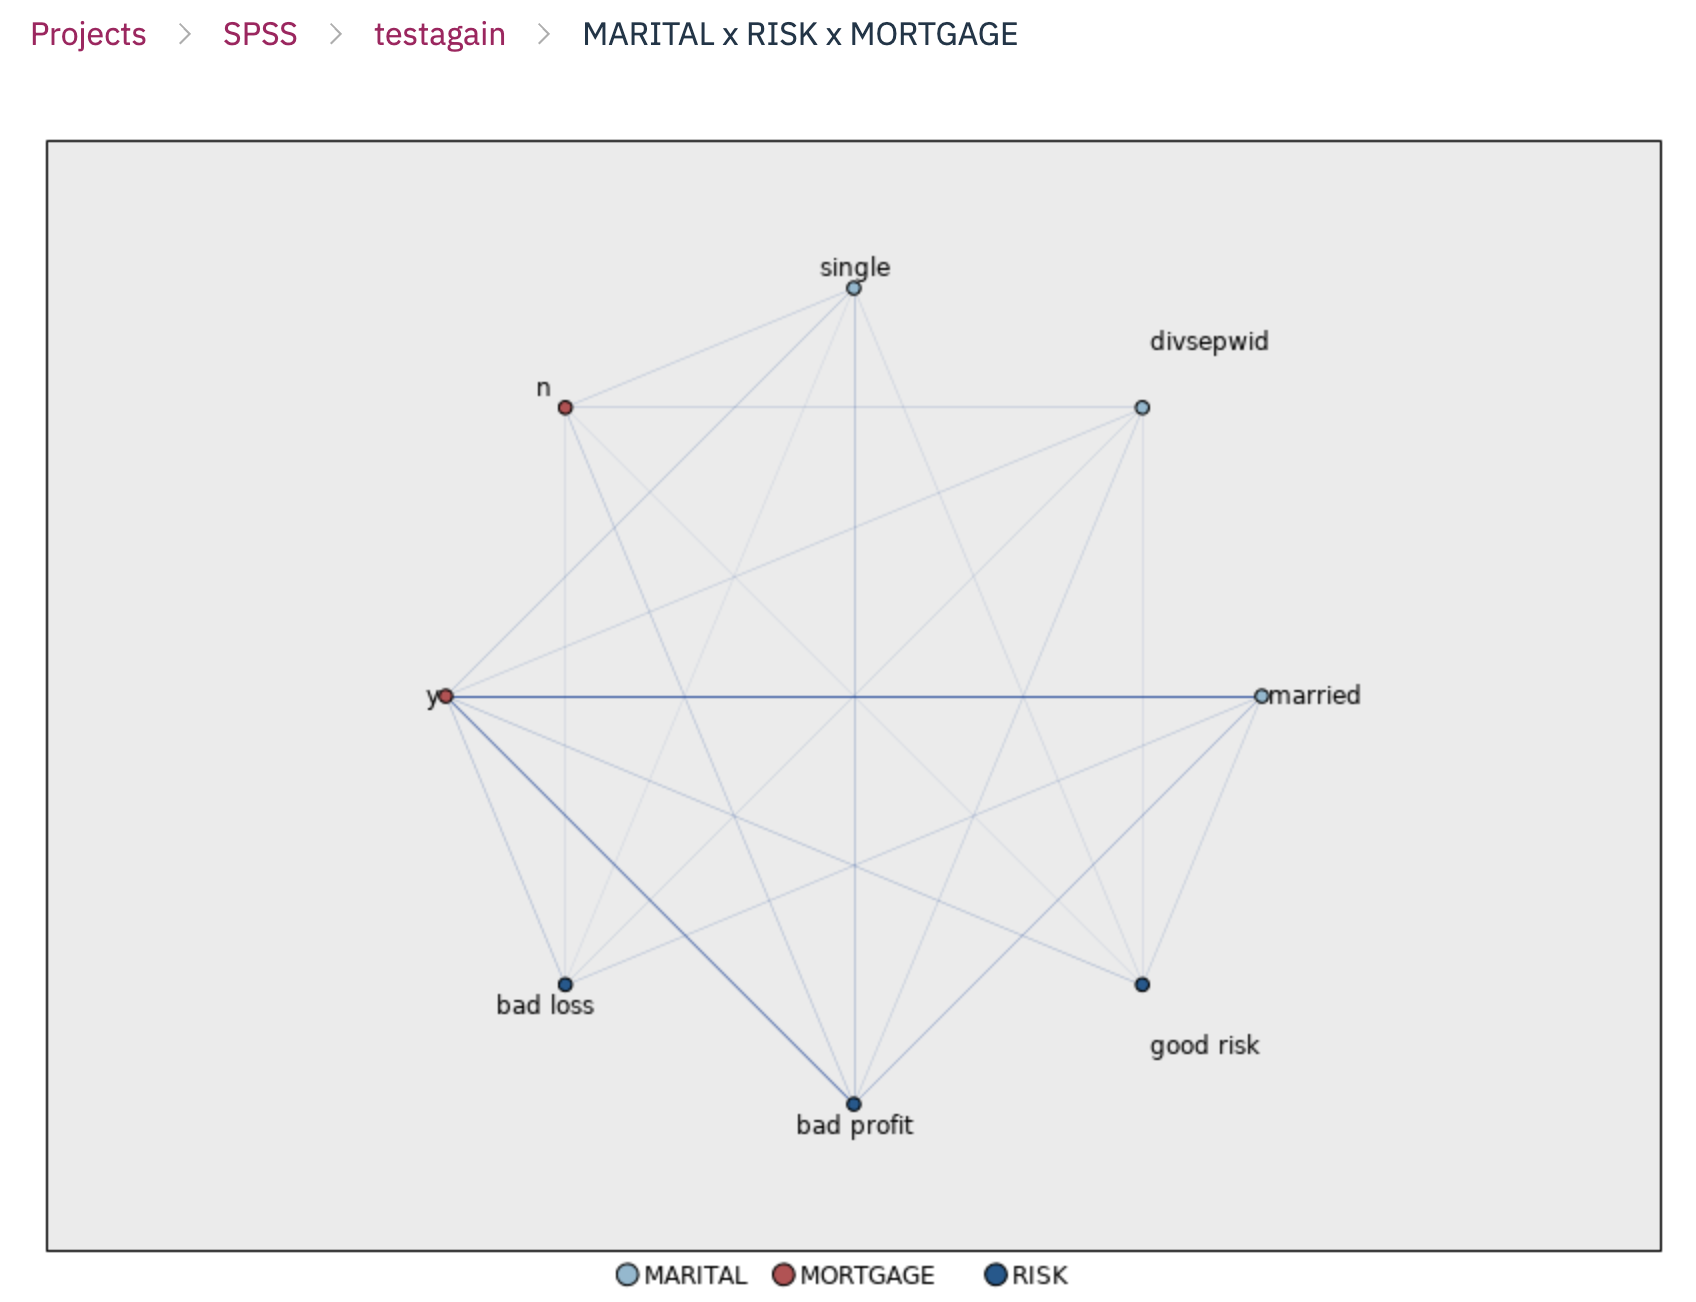 Projects > SPSS > testagain > MARITAL x RISK x MORTGAGE
single
divsepwid
n
y
married
bad loss
good risk
bad profit
MARITAL MORTGAGE RISK